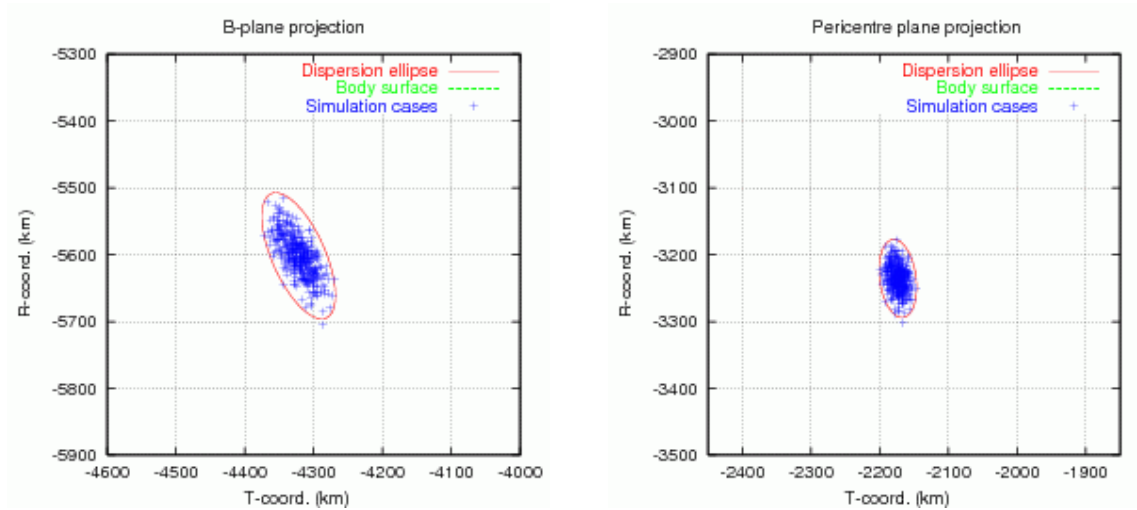 B-plane projection
-5300
-5400
-5500
-5600
-5700
-5800
-5900
R-coord. (km)
Dispersion ellipse
Body surface
Simulation cases
-4600 -4500 -4400 -4300 -4200 -4100 -4000
T-coord. (km)
Pericentre plane projection
-2900
-3000
-3100
-3200
-3300
-3400
-3500
R-coord. (km)
Dispersion ellipse
Body surface
Simulation cases
-2400 -2300 -2200 -2100 -2000 -1900
T-coord. (km)